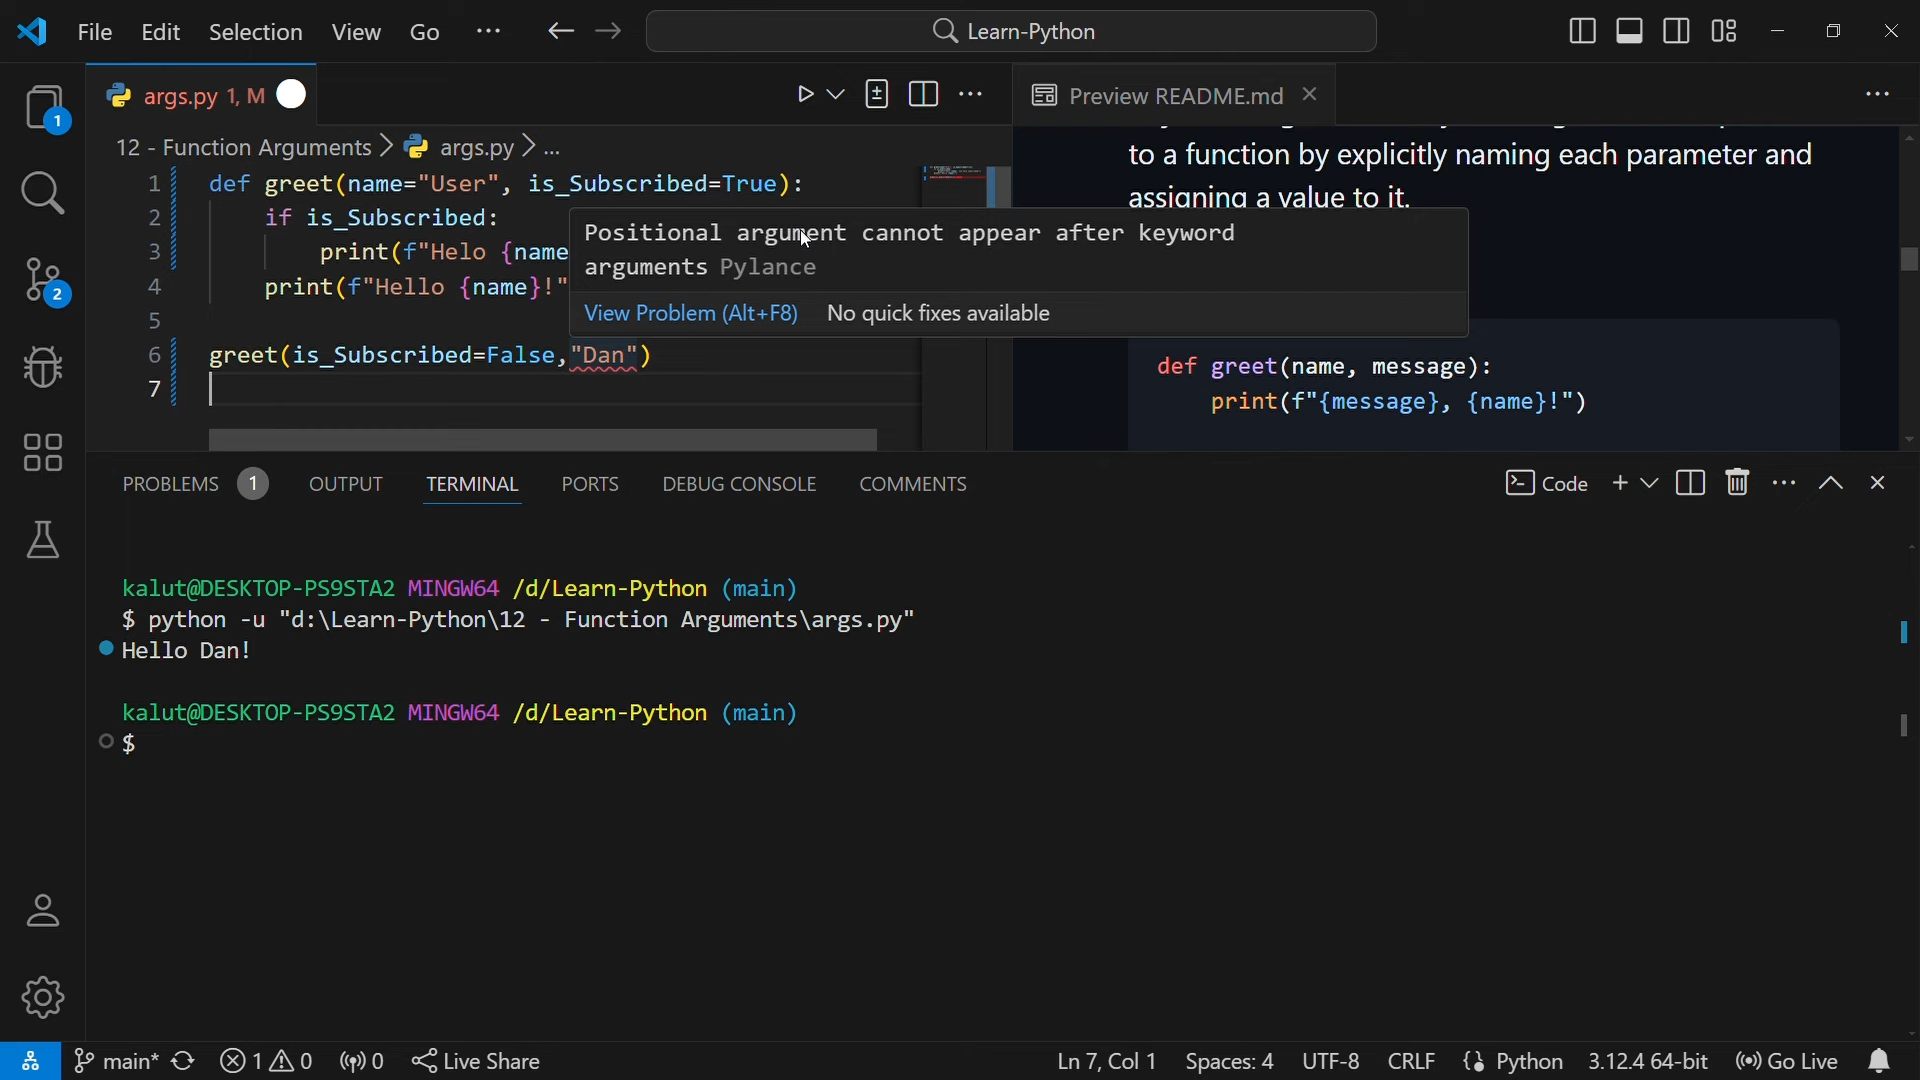 File Edit Selection View Go ··· Learn-Python
args.py 1, M
Preview README.md
12 - Function Arguments > args.py > ...
1 def greet(name="User", is_Subscribed=True):
2 if is_Subscribed:
3 print(f"Helo {name
4 print(f"Hello {name}!"
5
6 greet(is_Subscribed=False,"Dan")
7
Positional argument cannot appear after keyword
arguments Pylance
View Problem (Alt+F8) No quick fixes available
to a function by explicitly naming each parameter and
assigning a value to it.
def greet(name, message):
print(f"{message}, {name}!")
PROBLEMS 1 OUTPUT TERMINAL PORTS DEBUG CONSOLE COMMENTS Code
kalut@DESKTOP-PS9STA2 MINGW64 /d/Learn-Python (main)
$ python -u "d:\Learn-Python\12 - Function Arguments\args.py"
Hello Dan!
kalut@DESKTOP-PS9STA2 MINGW64 /d/Learn-Python (main)
$
1
2
main* 1 0 0 Live Share Ln 7, Col 1 Spaces: 4 UTF-8 CRLF {} Python 3.12.4 64-bit Go Live